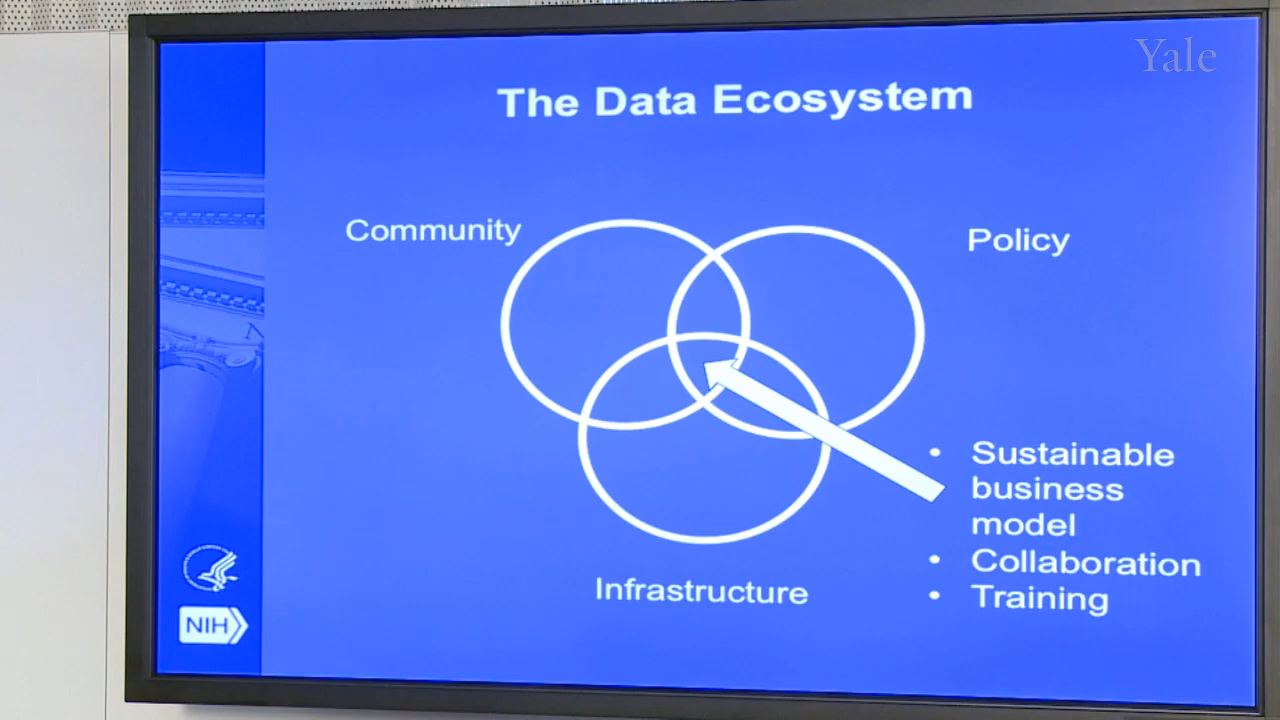 Yale
The Data Ecosystem
Community
Policy
• Sustainable
business
model
• Collaboration
• Training
Infrastructure
NIH